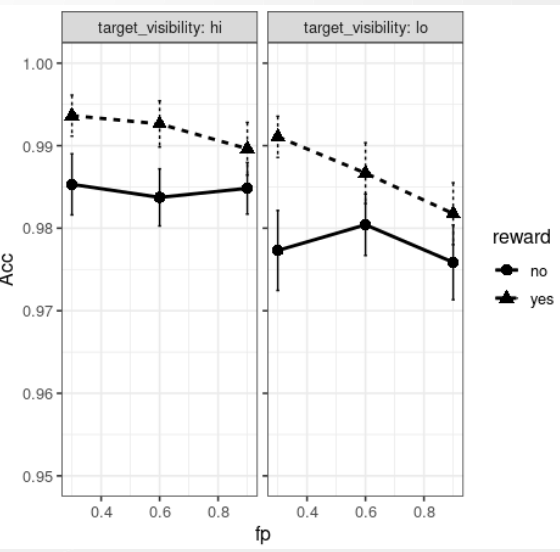 target_visibility: hi
target_visibility: lo
1.00
0.99
0.98
0.97
0.96
0.95
Acc
0.4 0.6 0.8
0.4 0.6 0.8
fp
reward
no
yes